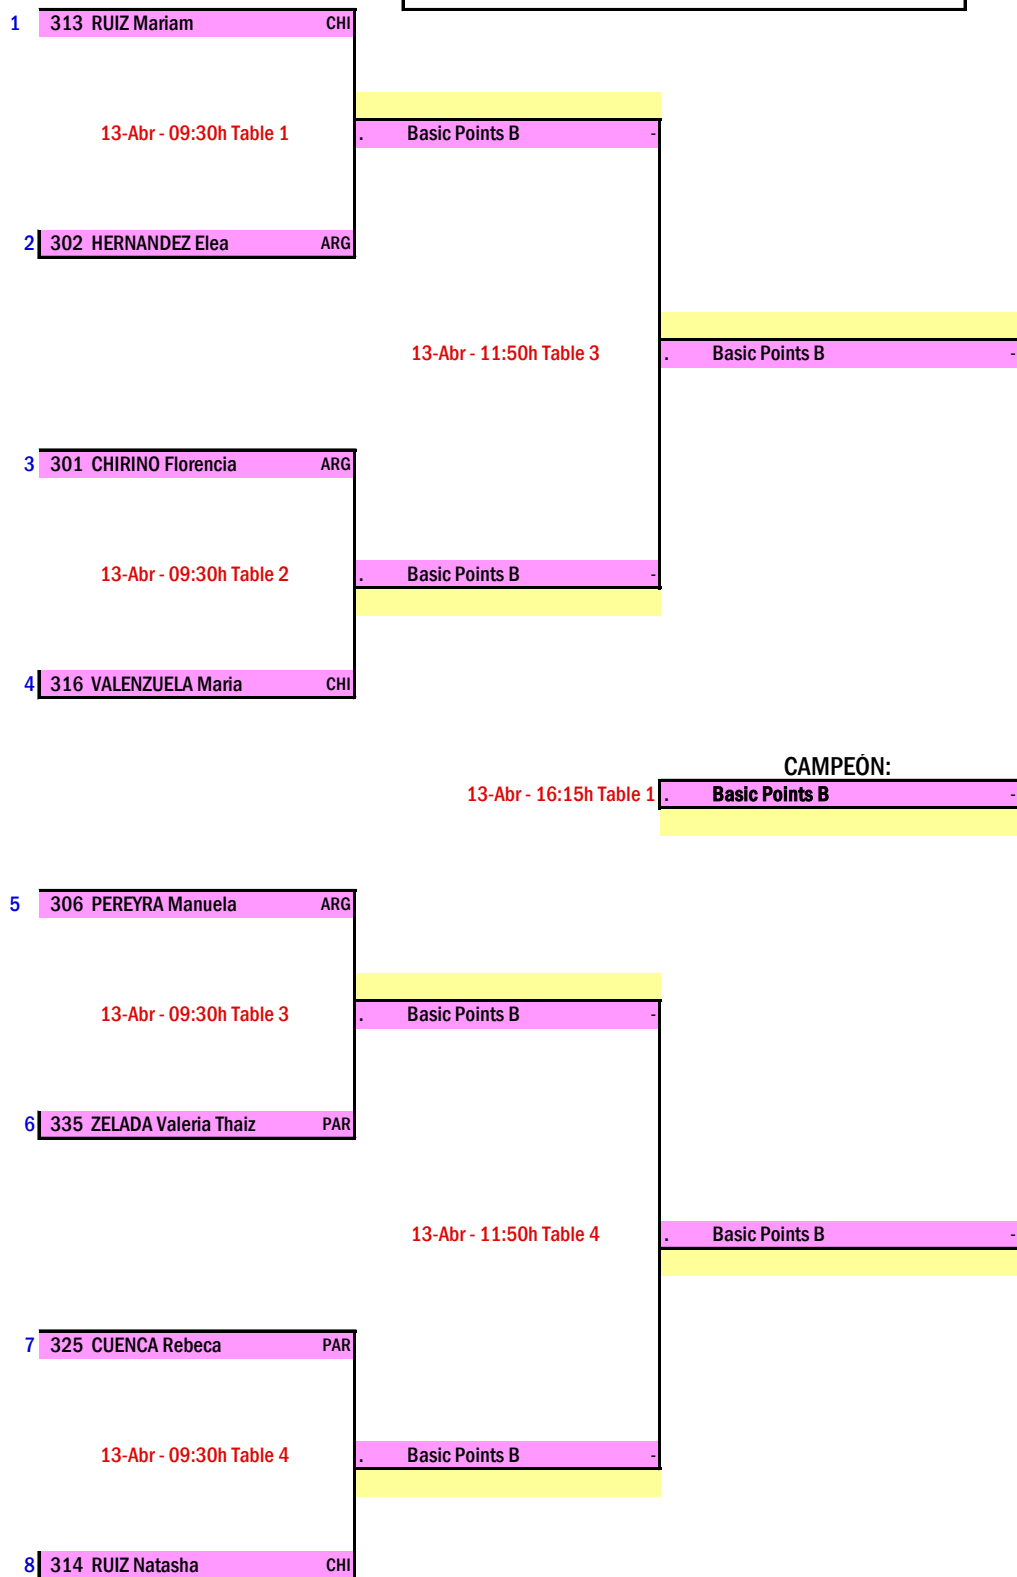 1 313 RUIZ Mariam CHI
13-Abr - 09:30h Table 1 . Basic Points B -
2 302 HERNANDEZ Elea ARG
13-Abr - 11:50h Table 3 . Basic Points B -
3 301 CHIRINO Florencia ARG
13-Abr - 09:30h Table 2 . Basic Points B -
4 316 VALENZUELA Maria CHI
CAMPEÓN:
13-Abr - 16:15h Table 1 . Basic Points B -
5 306 PEREYRA Manuela ARG
13-Abr - 09:30h Table 3 . Basic Points B -
6 335 ZELADA Valeria Thaiz PAR
13-Abr - 11:50h Table 4 . Basic Points B -
7 325 CUENCA Rebeca PAR
13-Abr - 09:30h Table 4 . Basic Points B -
8 314 RUIZ Natasha CHI